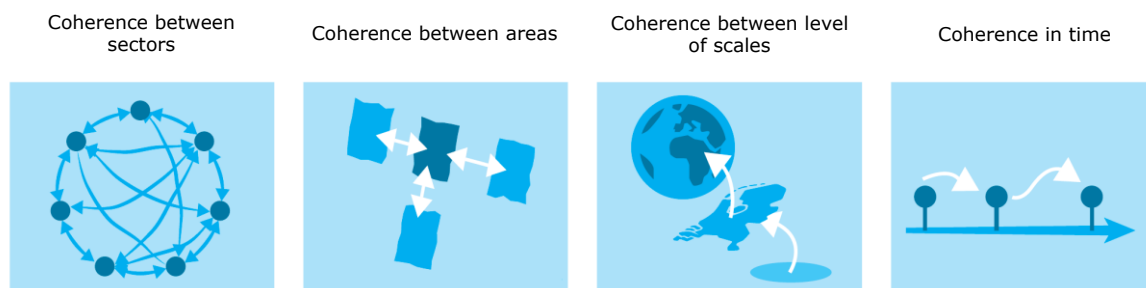 Coherence between
sectors
Coherence between areas
Coherence between level
of scales
Coherence in time